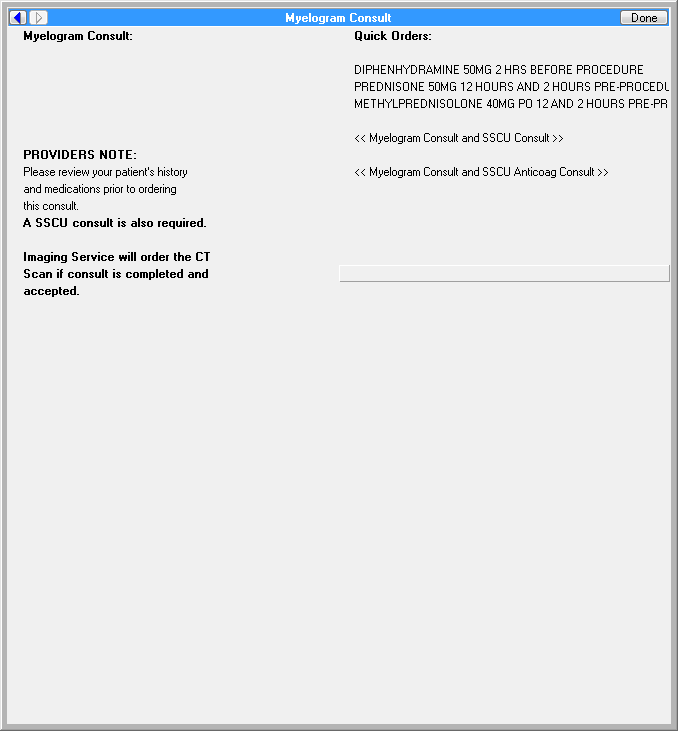 Myelogram Consult
Done
Myelogram Consult:
PROVIDERS NOTE:
Please review your patient's history
and medications prior to ordering
this consult.
A SSCU consult is also required.
Imaging Service will order the CT
Scan if consult is completed and
accepted.
Quick Orders:
DIPHENHYDRAMINE 50MG 2 HRS BEFORE PROCEDURE
PREDNISONE 50MG 12 HOURS AND 2 HOURS PRE-PROCEDU
METHYLPREDNISOLONE 40MG PO 12 AND 2 HOURS PRE-PR
<< Myelogram Consult and SSCU Consult >>
<< Myelogram Consult and SSCU Anticoag Consult >>